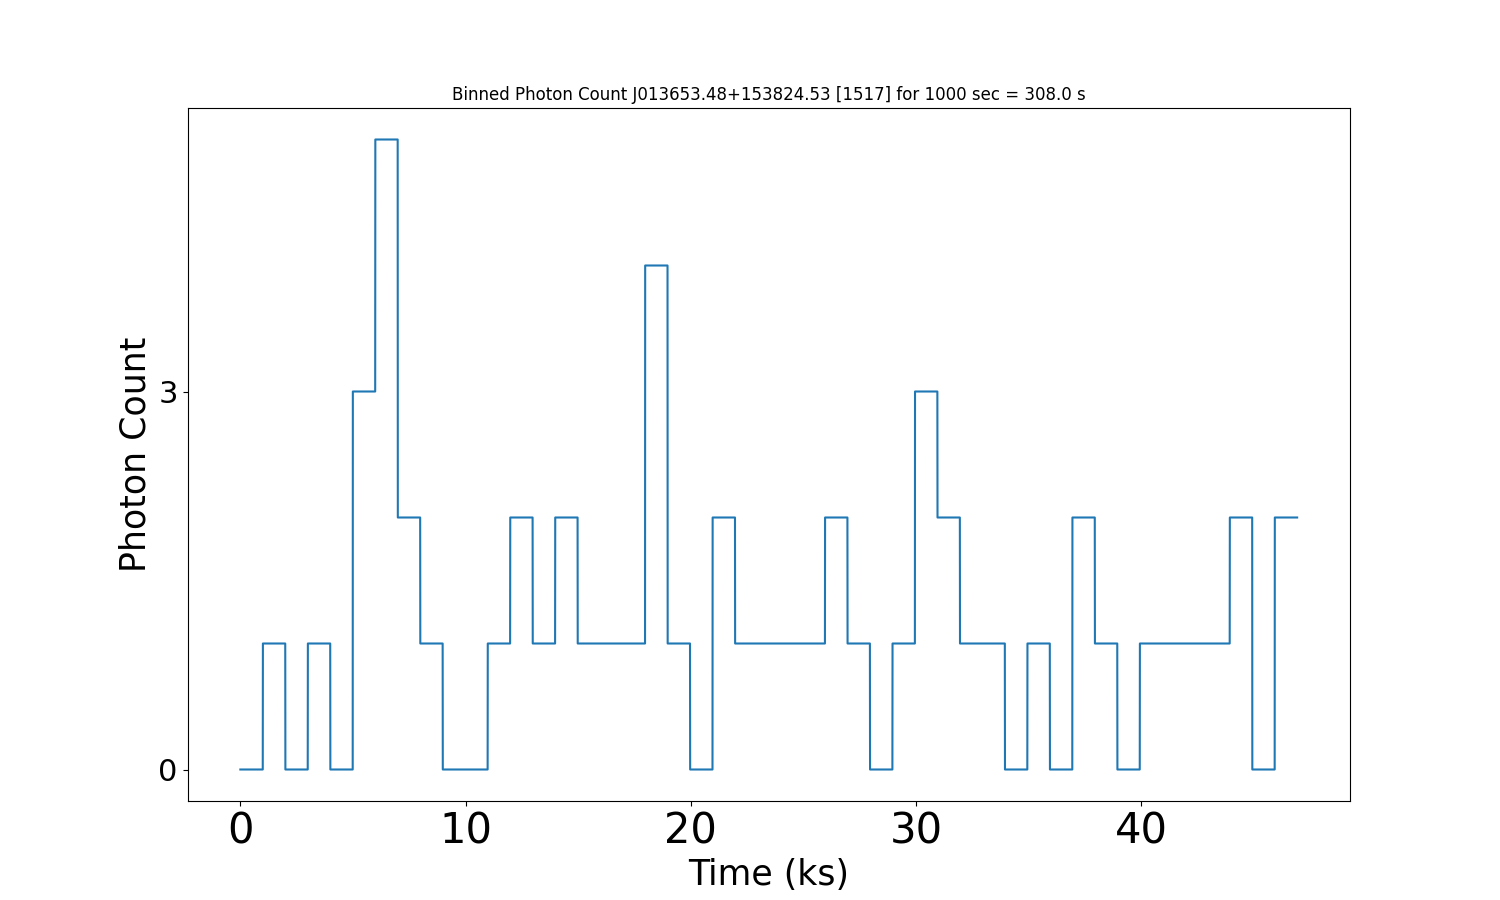 Binned Photon Count J013653.48+153824.53 [1517] for 1000 sec = 308.0 s
Photon Count
3
0
0 10 20 30 40
Time (ks)